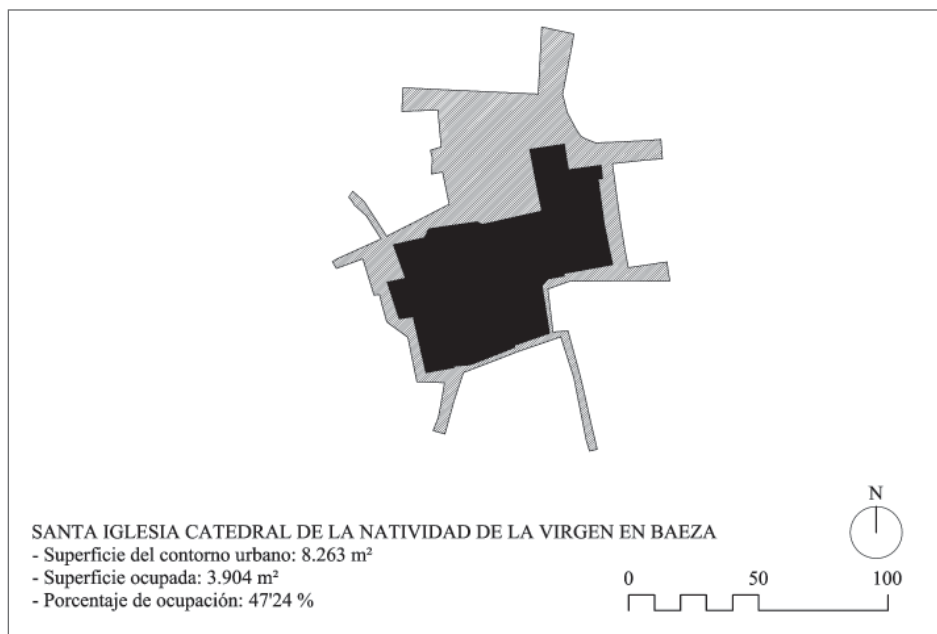 N
SANTA IGLESIA CATEDRAL DE LA NATIVIDAD DE LA VIRGEN EN BAEZA
- Superficie del contorno urbano: 8.263 m²
- Superficie ocupada: 3.904 m²
- Porcentaje de ocupación: 47'24 %
0 50 100